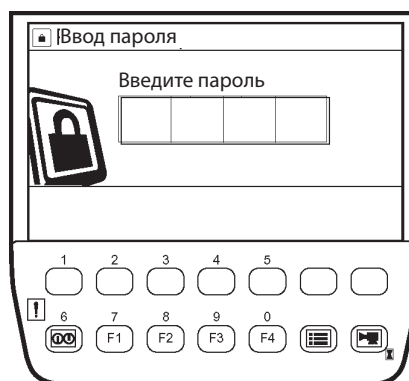 Ввод пароля
Введите пароль
1 2 3 4 5
!
6 7 8 9 0
F1 F2 F3 F4